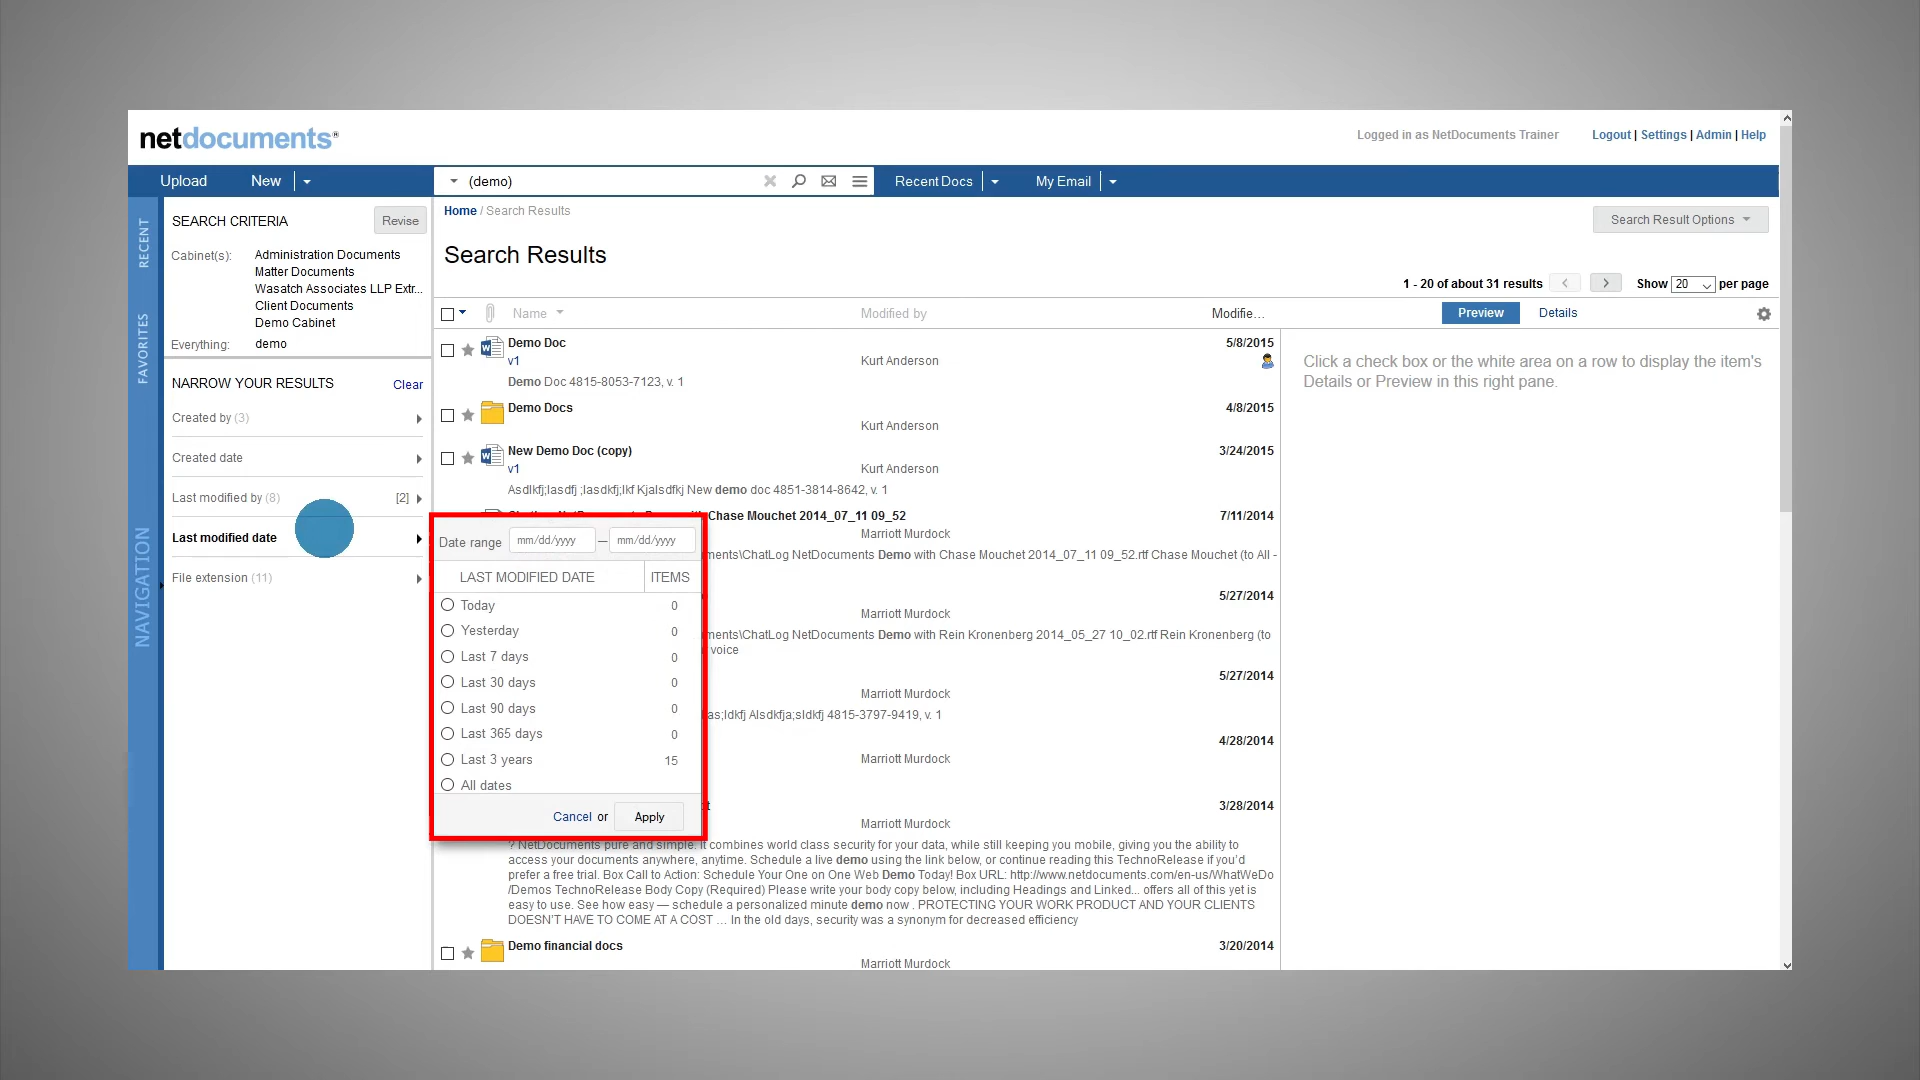 netdocuments®
Logged in as NetDocuments Trainer
Logout | Settings | Admin | Help
Upload
New
(demo)
Recent Docs
My Email
RECENT
FAVORITES
NAVIGATION
SEARCH CRITERIA
Revise
Cabinet(s):
Administration Documents
Matter Documents
Wasatch Associates LLP Extr...
Client Documents
Demo Cabinet
Everything:
demo
NARROW YOUR RESULTS
Clear
Created by (3)
Created date
Last modified by (8)
[2]
Last modified date
File extension (11)
Home / Search Results
Search Result Options
Search Results
1 - 20 of about 31 results
Show 20 per page
Name
Modified by
Modifie...
Preview
Details
Click a check box or the white area on a row to display the item's
Details or Preview in this right pane.
Demo Doc
5/8/2015
v1
Kurt Anderson
Demo Doc 4815-8053-7123, v. 1
Demo Docs
4/8/2015
Kurt Anderson
New Demo Doc (copy)
3/24/2015
v1
Kurt Anderson
Asdlkfj;lasdfj ;lasdkfj;lkf Kjalsdfkj New demo doc 4851-3814-8642, v. 1
Chase Mouchet 2014_07_11 09_52
7/11/2014
Marriott Murdock
ments\ChatLog NetDocuments Demo with Chase Mouchet 2014_07_11 09_52.rtf Chase Mouchet (to All -
5/27/2014
Marriott Murdock
ments\ChatLog NetDocuments Demo with Rein Kronenberg 2014_05_27 10_02.rtf Rein Kronenberg (to
voice
5/27/2014
Marriott Murdock
as;ldkfj Alsdkfja;sldkfj 4815-3797-9419, v. 1
4/28/2014
Marriott Murdock
3/28/2014
Marriott Murdock
Date range
mm/dd/yyyy — mm/dd/yyyy
LAST MODIFIED DATE
ITEMS
Today 0
Yesterday 0
Last 7 days 0
Last 30 days 0
Last 90 days 0
Last 365 days 0
Last 3 years 15
All dates
Cancel or Apply
? NetDocuments pure and simple. It combines world class security for your data, while still keeping you mobile, giving you the ability to
access your documents anywhere, anytime. Schedule a live demo using the link below, or continue reading this TechnoRelease if you'd
prefer a free trial. Box Call to Action: Schedule Your One on One Web Demo Today! Box URL: http://www.netdocuments.com/en-us/WhatWeDo
/Demos TechnoRelease Body Copy (Required) Please write your body copy below, including Headings and Linked... offers all of this yet is
easy to use. See how easy — schedule a personalized minute demo now . PROTECTING YOUR WORK PRODUCT AND YOUR CLIENTS
DOESN'T HAVE TO COME AT A COST ... In the old days, security was a synonym for decreased efficiency
Demo financial docs
3/20/2014
Marriott Murdock